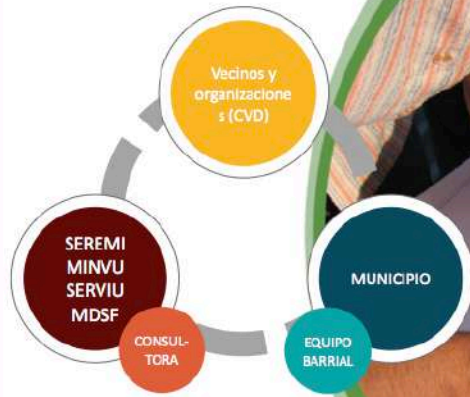 Vecinos y
organizacione
s (CVD)
SEREMI
MINVU
SERVIU
MDSF
MUNICIPIO
CONSUL-
TORA
EQUIPO
BARRIAL